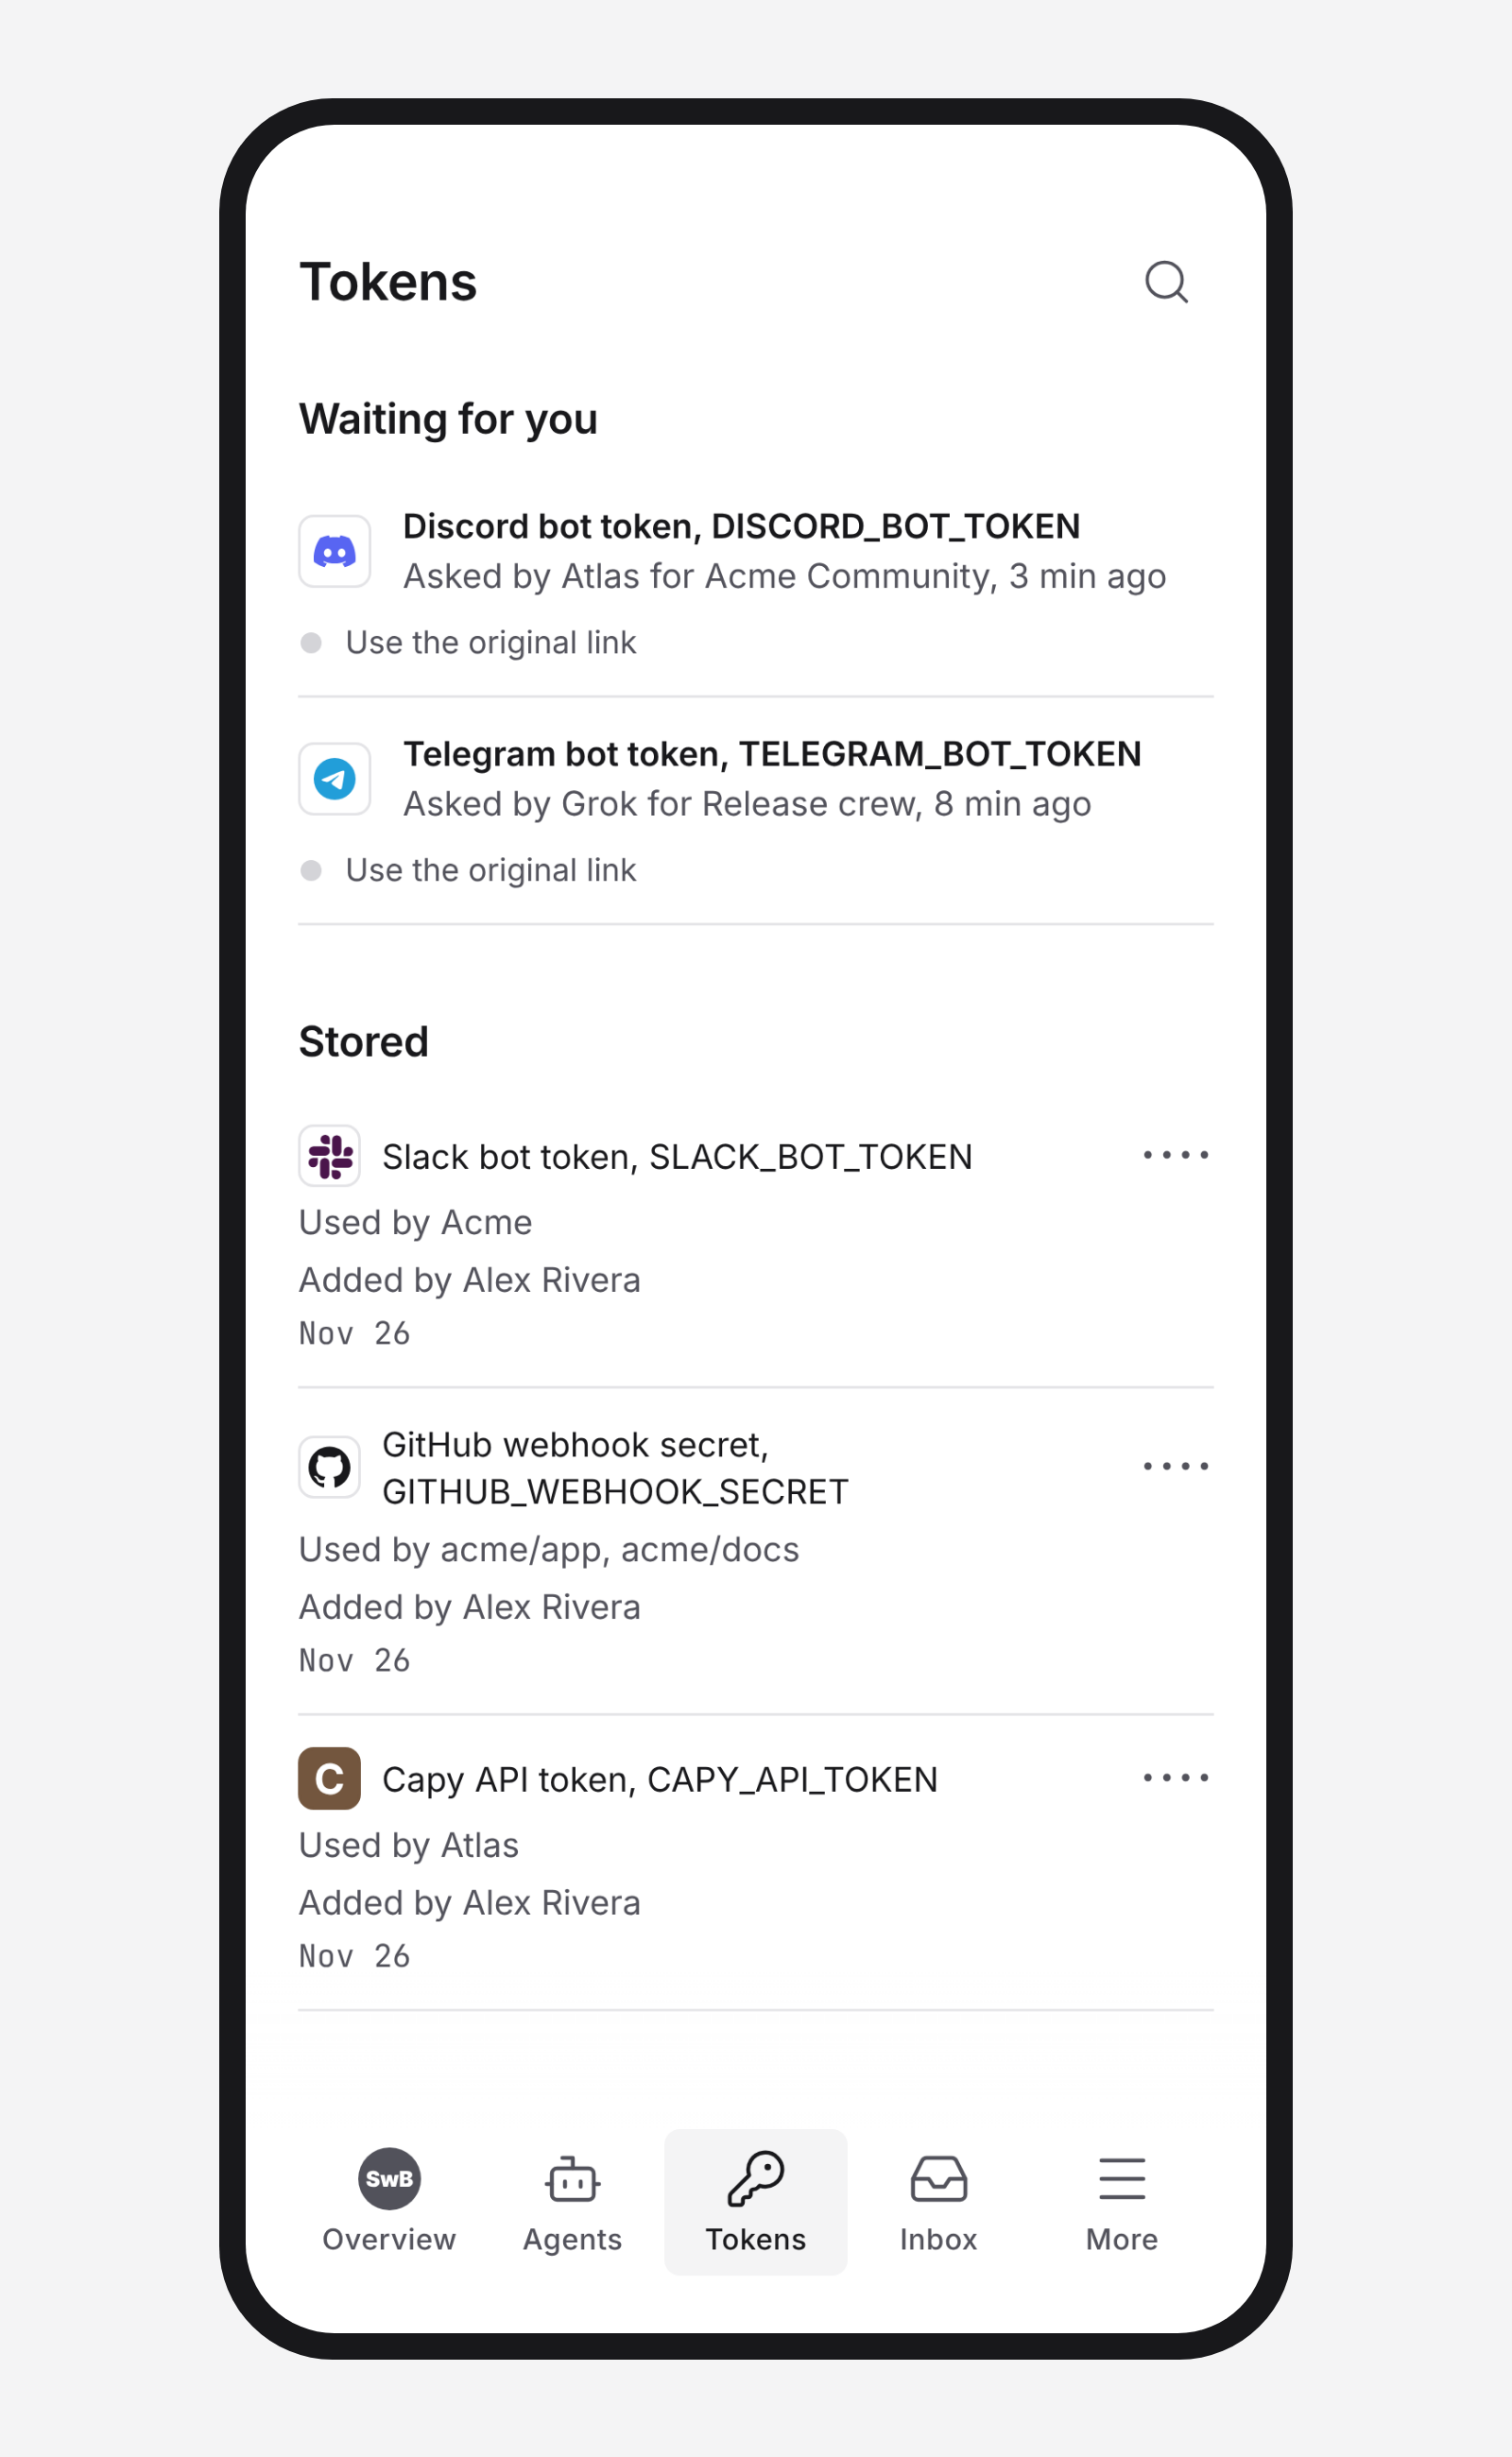 Tokens
Waiting for you
Discord bot token, DISCORD_BOT_TOKEN
Asked by Atlas for Acme Community, 3 min ago
Use the original link
Telegram bot token, TELEGRAM_BOT_TOKEN
Asked by Grok for Release crew, 8 min ago
Use the original link
Stored
Slack bot token, SLACK_BOT_TOKEN
Used by Acme
Added by Alex Rivera
Nov 26
GitHub webhook secret,
GITHUB_WEBHOOK_SECRET
Used by acme/app, acme/docs
Added by Alex Rivera
Nov 26
C Capy API token, CAPY_API_TOKEN
Used by Atlas
Added by Alex Rivera
Nov 26
SwB
Overview Agents Tokens Inbox More